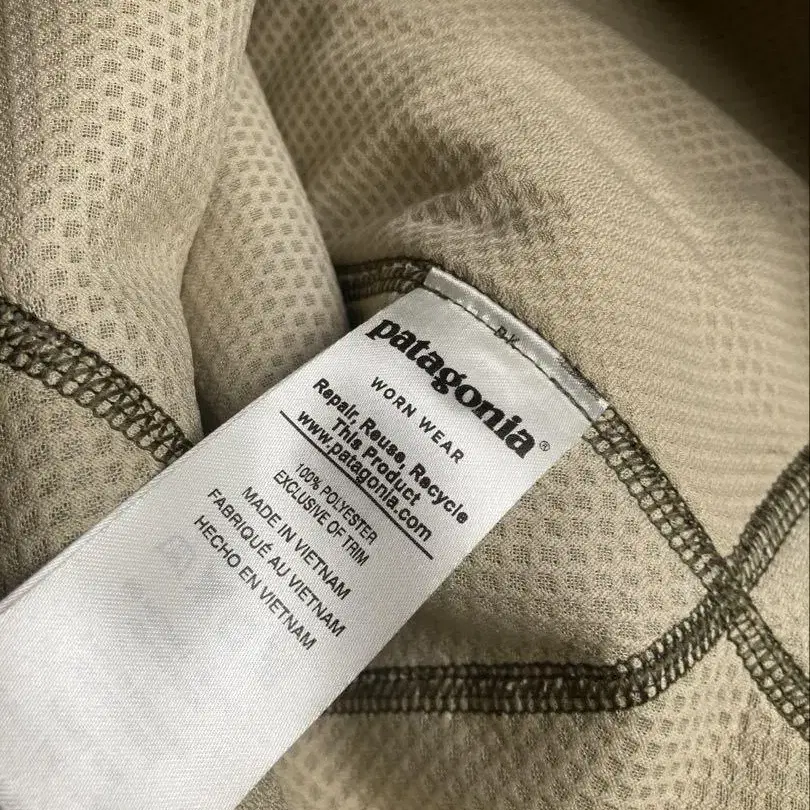 B-K
patagonia®
WORN WEAR
Repair, Reuse, Recycle
This Product
www.patagonia.com
100% POLYESTER
EXCLUSIVE OF TRIM
MADE IN VIETNAM
FABRIQUÉ AU VIETNAM
HECHO EN VIETNAM